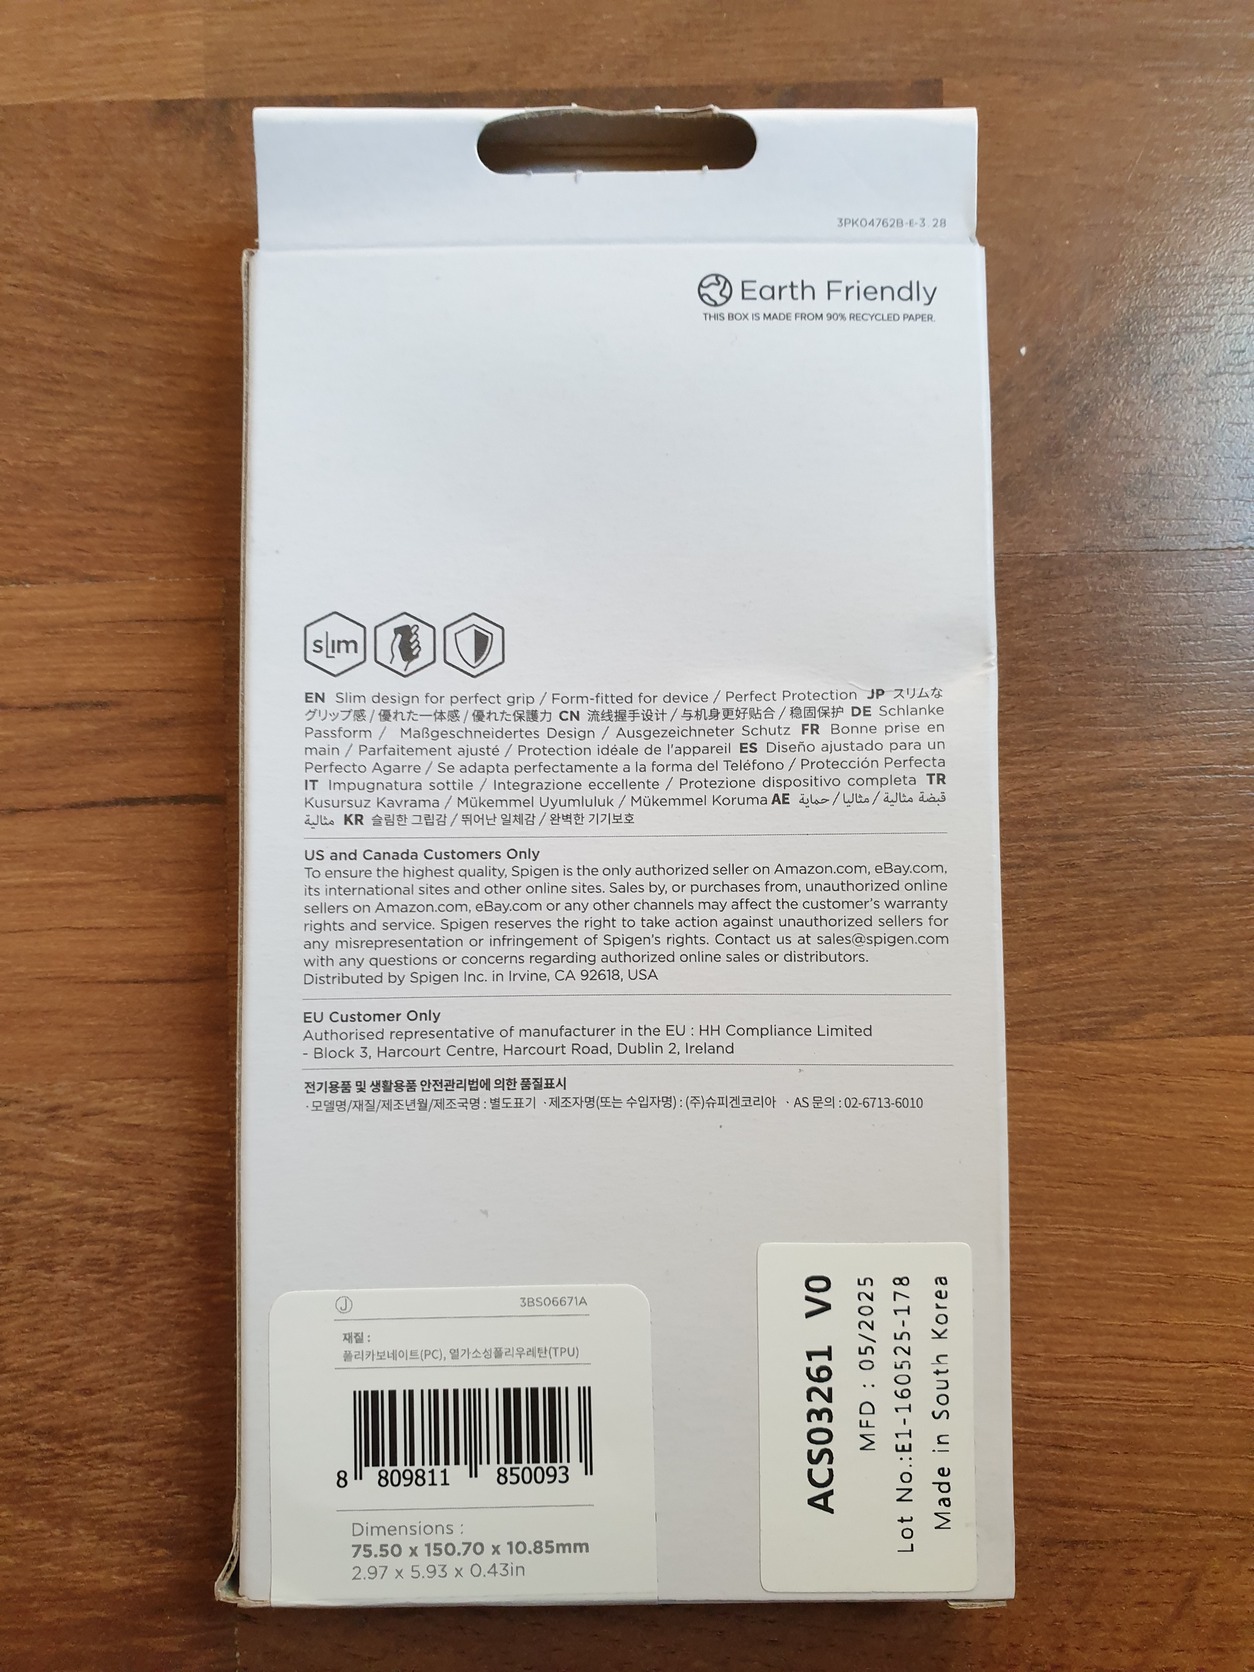 3PK04762B-E-3.28
Earth Friendly
THIS BOX IS MADE FROM 90% RECYCLED PAPER.
slim
EN Slim design for perfect grip / Form-fitted for device / Perfect Protection JP スリムな
グリップ感 / 優れた一体感 / 優れた保護力 CN 流线握手设计 / 与机身更好贴合 / 稳固保护 DE Schlanke
Passform / Maßgeschneidertes Design / Ausgezeichneter Schutz FR Bonne prise en
main / Parfaitement ajusté / Protection idéale de l'appareil ES Diseño ajustado para un
Perfecto Agarre / Se adapta perfectamente a la forma del Teléfono / Protección Perfecta
IT Impugnatura sottile / Integrazione eccellente / Protezione dispositivo completa TR
Kusursuz Kavrama / Mükemmel Uyumluluk / Mükemmel Koruma AE قبضة مثالية / مثاليا / حماية
مثالية KR 슬림한 그립감 / 뛰어난 일체감 / 완벽한 기기보호
US and Canada Customers Only
To ensure the highest quality, Spigen is the only authorized seller on Amazon.com, eBay.com,
its international sites and other online sites. Sales by, or purchases from, unauthorized online
sellers on Amazon.com, eBay.com or any other channels may affect the customer's warranty
rights and service. Spigen reserves the right to take action against unauthorized sellers for
any misrepresentation or infringement of Spigen's rights. Contact us at sales@spigen.com
with any questions or concerns regarding authorized online sales or distributors.
Distributed by Spigen Inc. in Irvine, CA 92618, USA
EU Customer Only
Authorised representative of manufacturer in the EU : HH Compliance Limited
- Block 3, Harcourt Centre, Harcourt Road, Dublin 2, Ireland
전기용품 및 생활용품 안전관리법에 의한 품질표시
·모델명/재질/제조년월/제조국명 : 별도표기 ·제조자명(또는 수입자명) : (주)슈피겐코리아 ·AS 문의 : 02-6713-6010
J 3BS06671A
재질 :
폴리카보네이트(PC), 열가소성폴리우레탄(TPU)
8 809811 850093
Dimensions :
75.50 x 150.70 x 10.85mm
2.97 x 5.93 x 0.43in
ACS03261 V0
MFD : 05/2025
Lot No.:E1-160525-178
Made in South Korea